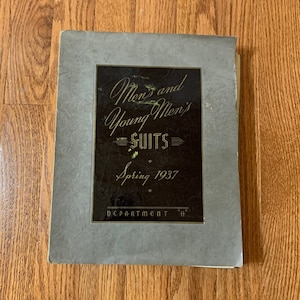 Men's and
Young Men's
SUITS
Spring 1937
DEPARTMENT "H"